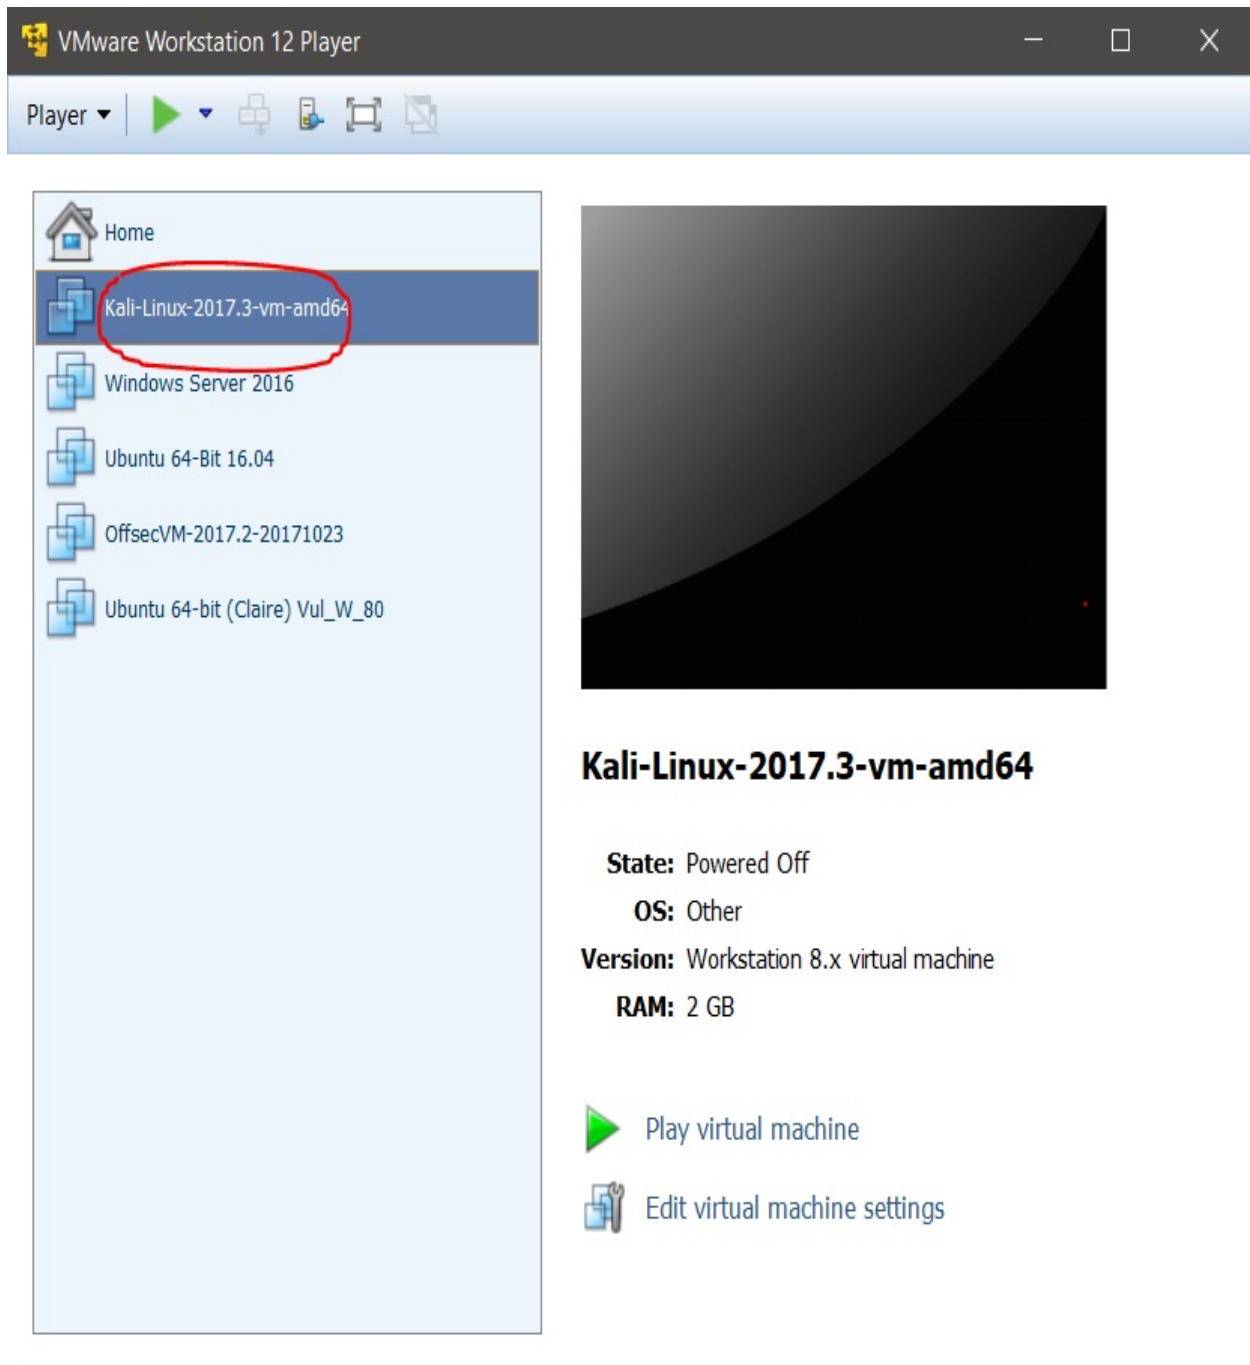 VMware Workstation 12 Player
Player
Home
Kali-Linux-2017.3-vm-amd64
Windows Server 2016
Ubuntu 64-Bit 16.04
OffsecVM-2017.2-20171023
Ubuntu 64-bit (Claire) Vul_W_80
Kali-Linux-2017.3-vm-amd64
State: Powered Off
OS: Other
Version: Workstation 8.x virtual machine
RAM: 2 GB
Play virtual machine
Edit virtual machine settings